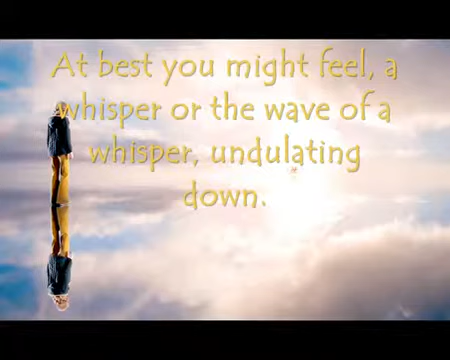 At best you might feel, a
whisper or the wave of a
whisper, undulating
down.